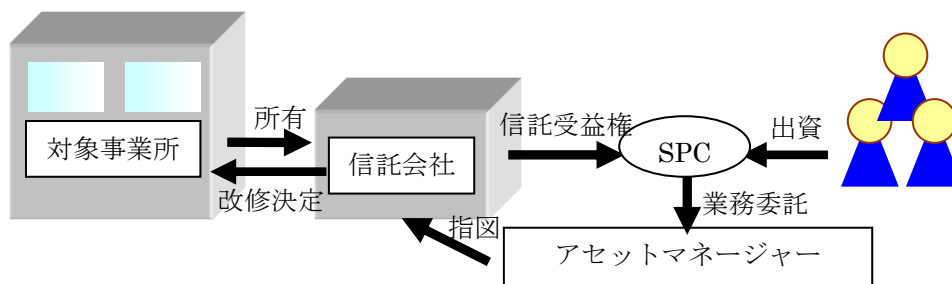 所有
信託受益権
出資
対象事業所
信託会社
SPC
改修決定
業務委託
指図
アセットマネージャー